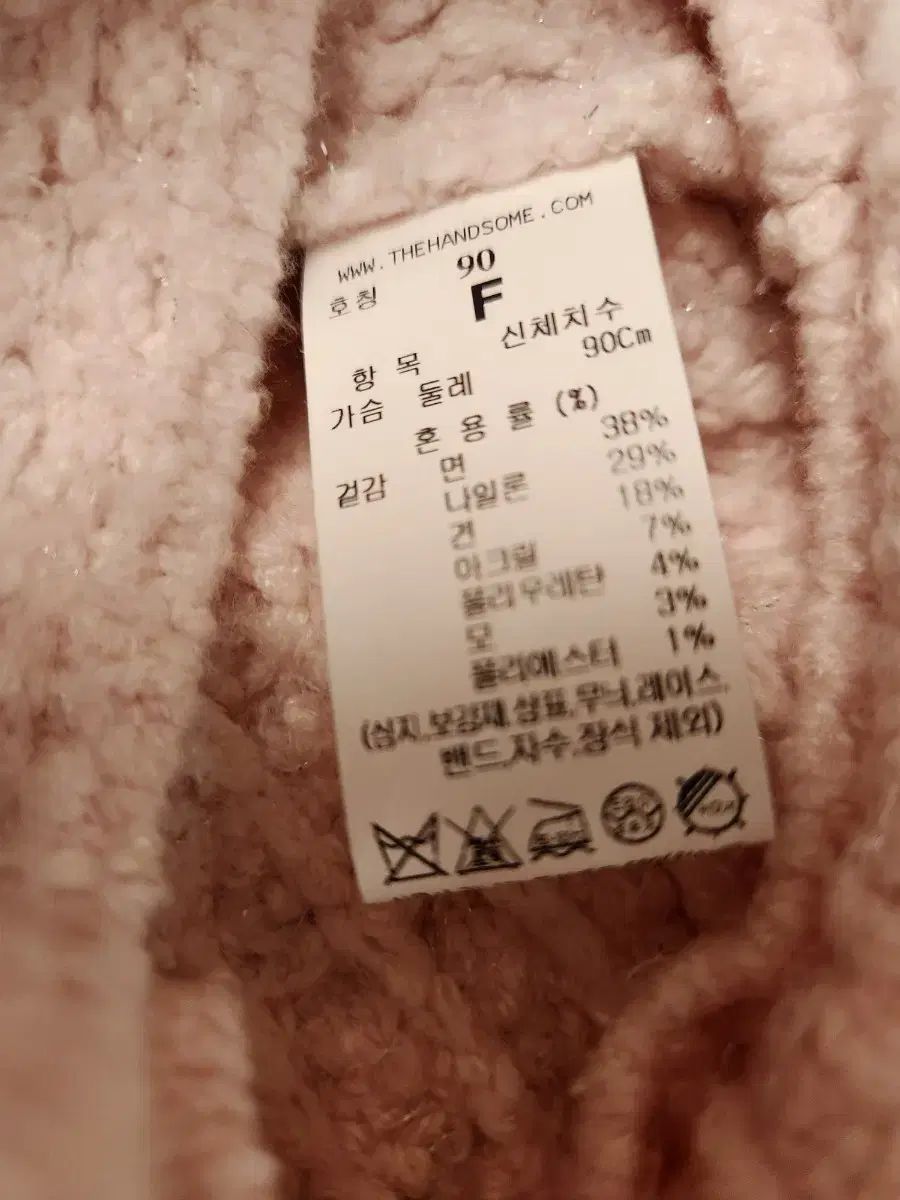 WWW.THEHANDSOME.COM
호칭 90
F
항 목 신체치수
가슴 둘레 90Cm
혼 용 률 (%)
겉감 면 38%
나일론 29%
견 18%
아크릴 7%
폴리우레탄 4%
모 3%
폴리에스터 1%
(심지,보강재,상표,무늬,레이스,
밴드,자수,장식 제외)